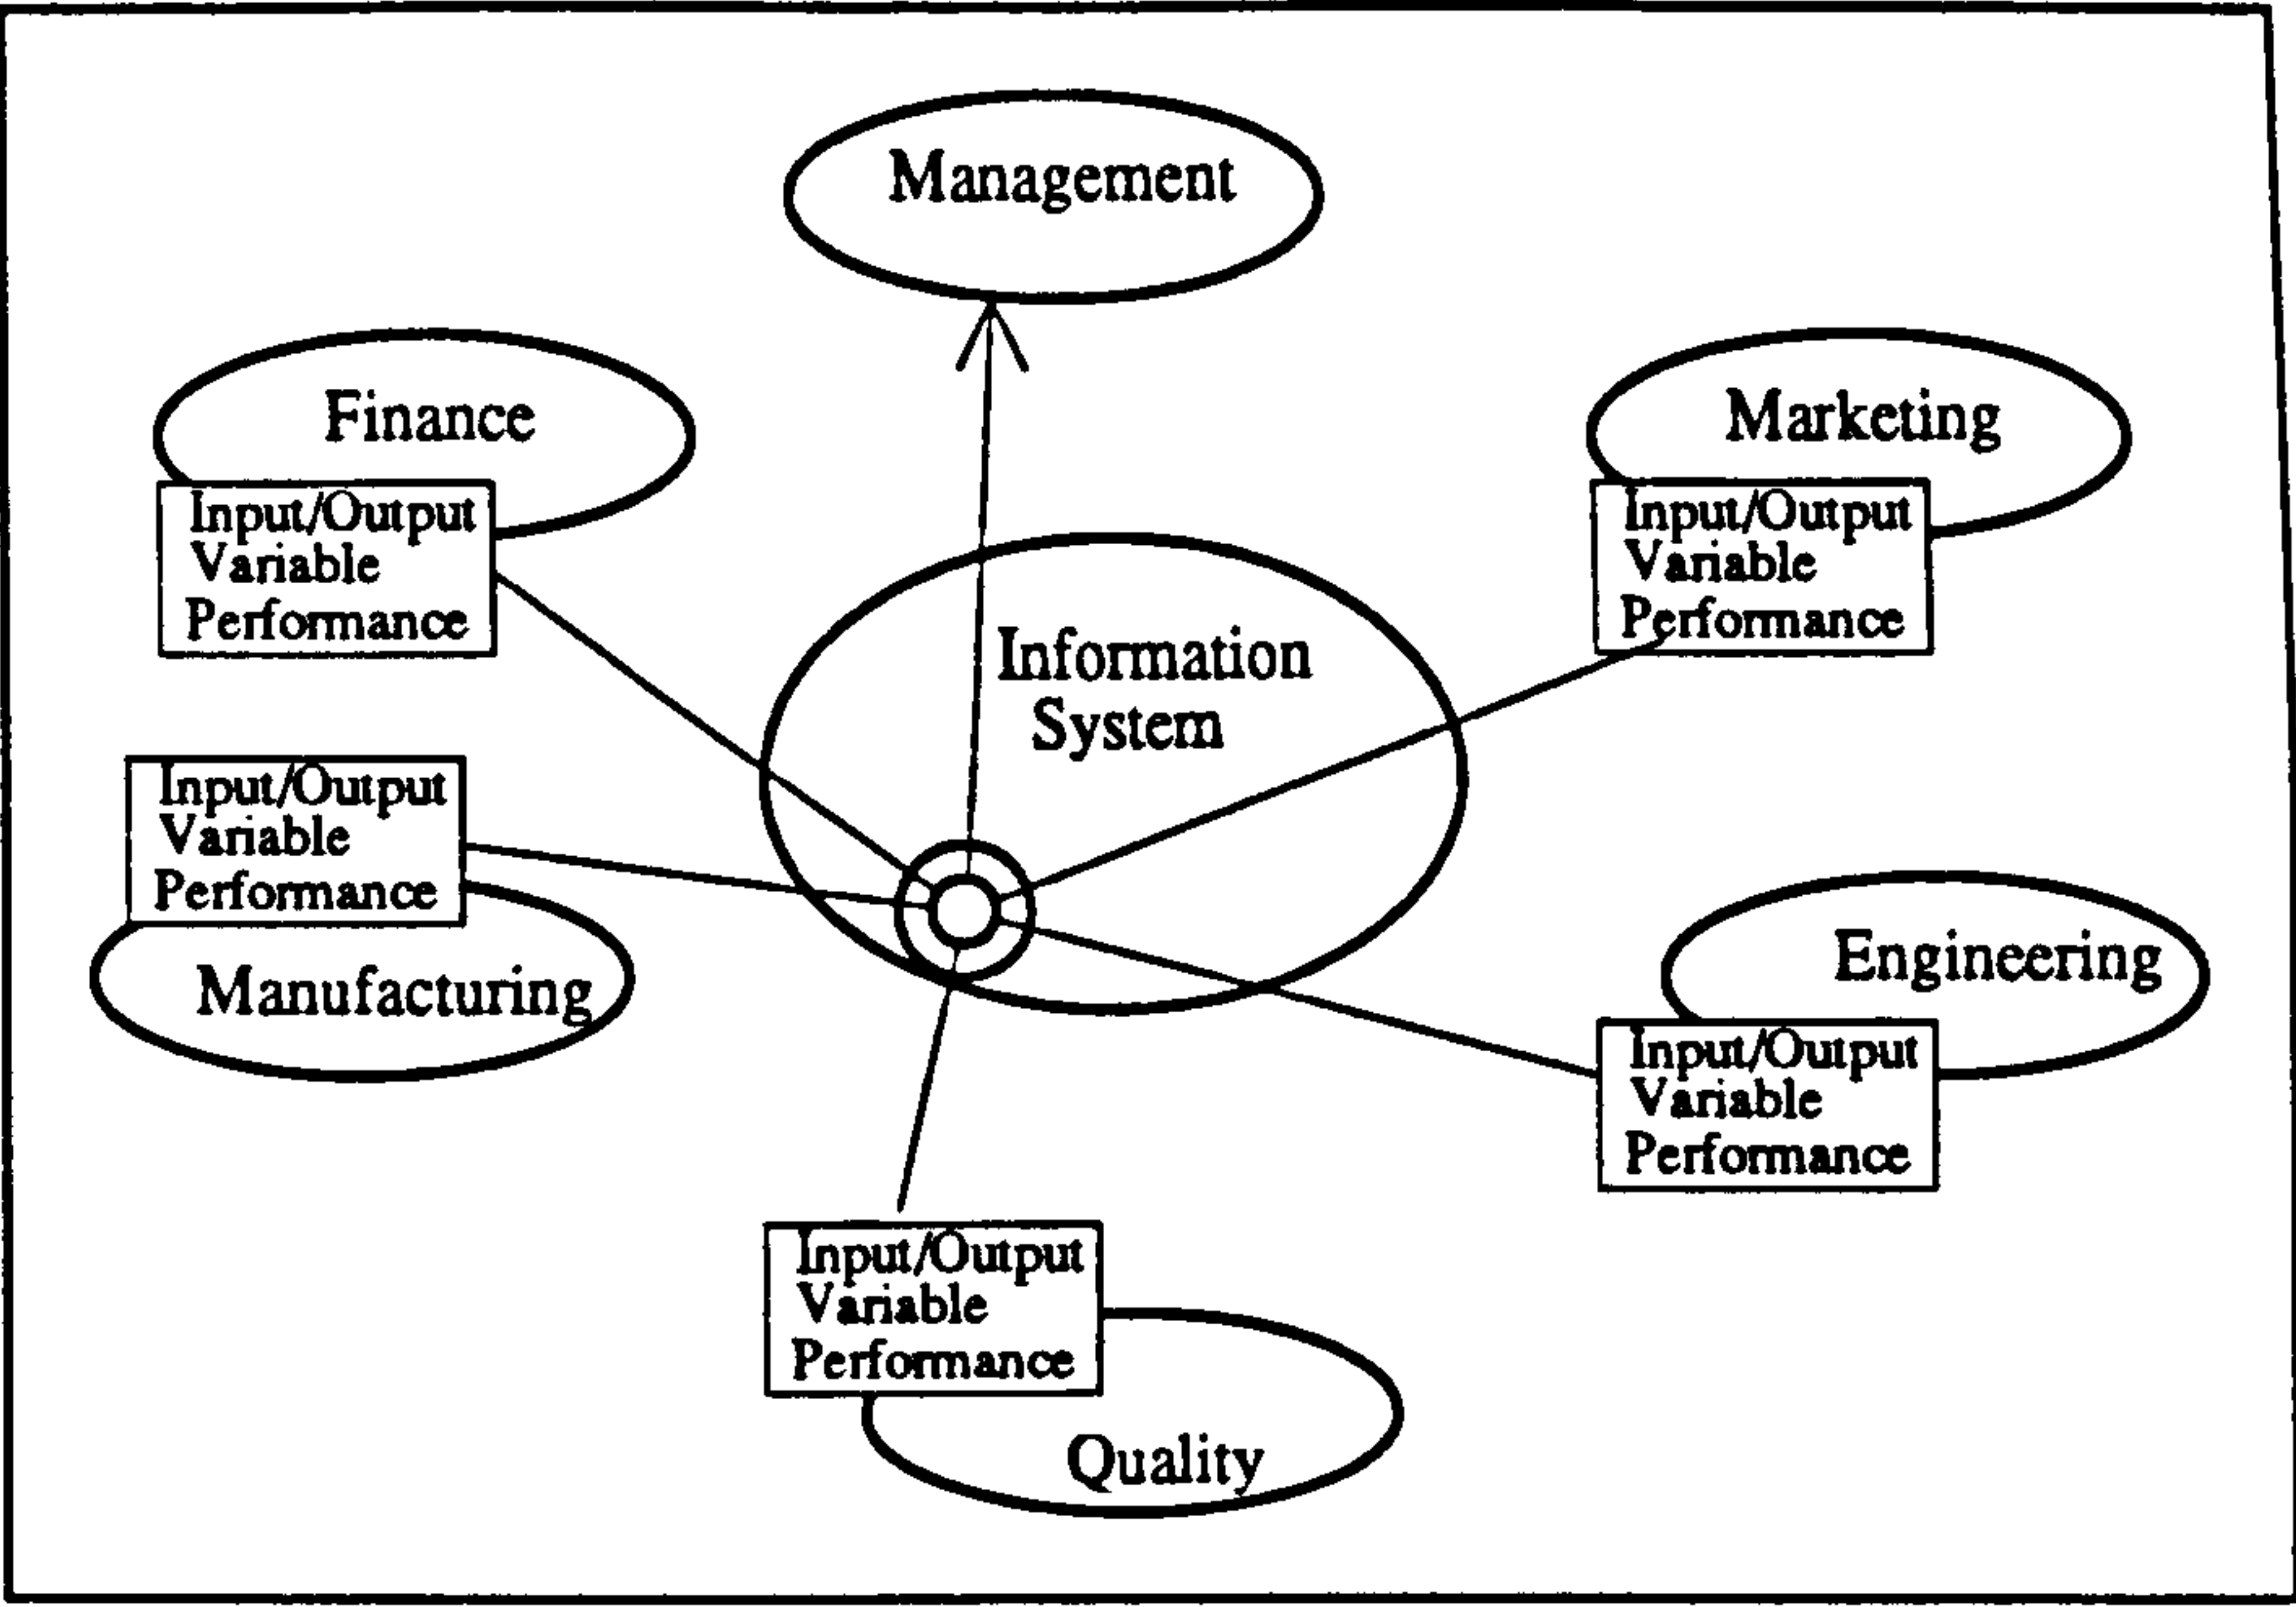 Management
Finance
Input/Output
Variable
Performance
Marketing
Input/Output
Variable
Performance
Information
System
Input/Output
Variable
Performance
Manufacturing
Engineering
Input/Output
Variable
Performance
Input/Output
Variable
Performance
Quality